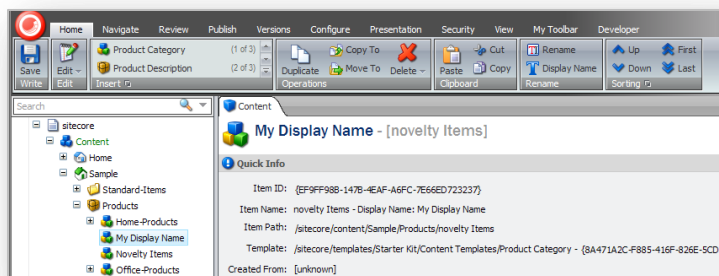 Home Navigate Review Publish Versions Configure Presentation Security View My Toolbar Developer
Save
Write
Edit
Edit
Product Category (1 of 3)
Product Description (2 of 3)
Insert
Duplicate
Copy To
Move To
Delete
Operations
Paste
Cut
Copy
Clipboard
Rename
Display Name
Rename
Up
Down
First
Last
Sorting
Search
sitecore
Content
Home
Sample
Standard-Items
Products
Home-Products
My Display Name
Novelty Items
Office-Products
Content
My Display Name - [novelty Items]
Quick Info
Item ID: {EF9FF98B-147B-4EAF-A6FC-7E66ED723237}
Item Name: novelty Items - Display Name: My Display Name
Item Path: /sitecore/content/Sample/Products/novelty Items
Template: /sitecore/templates/Starter Kit/Content Templates/Product Category - {8A471A2C-F885-416F-826E-5CD
Created From: [unknown]